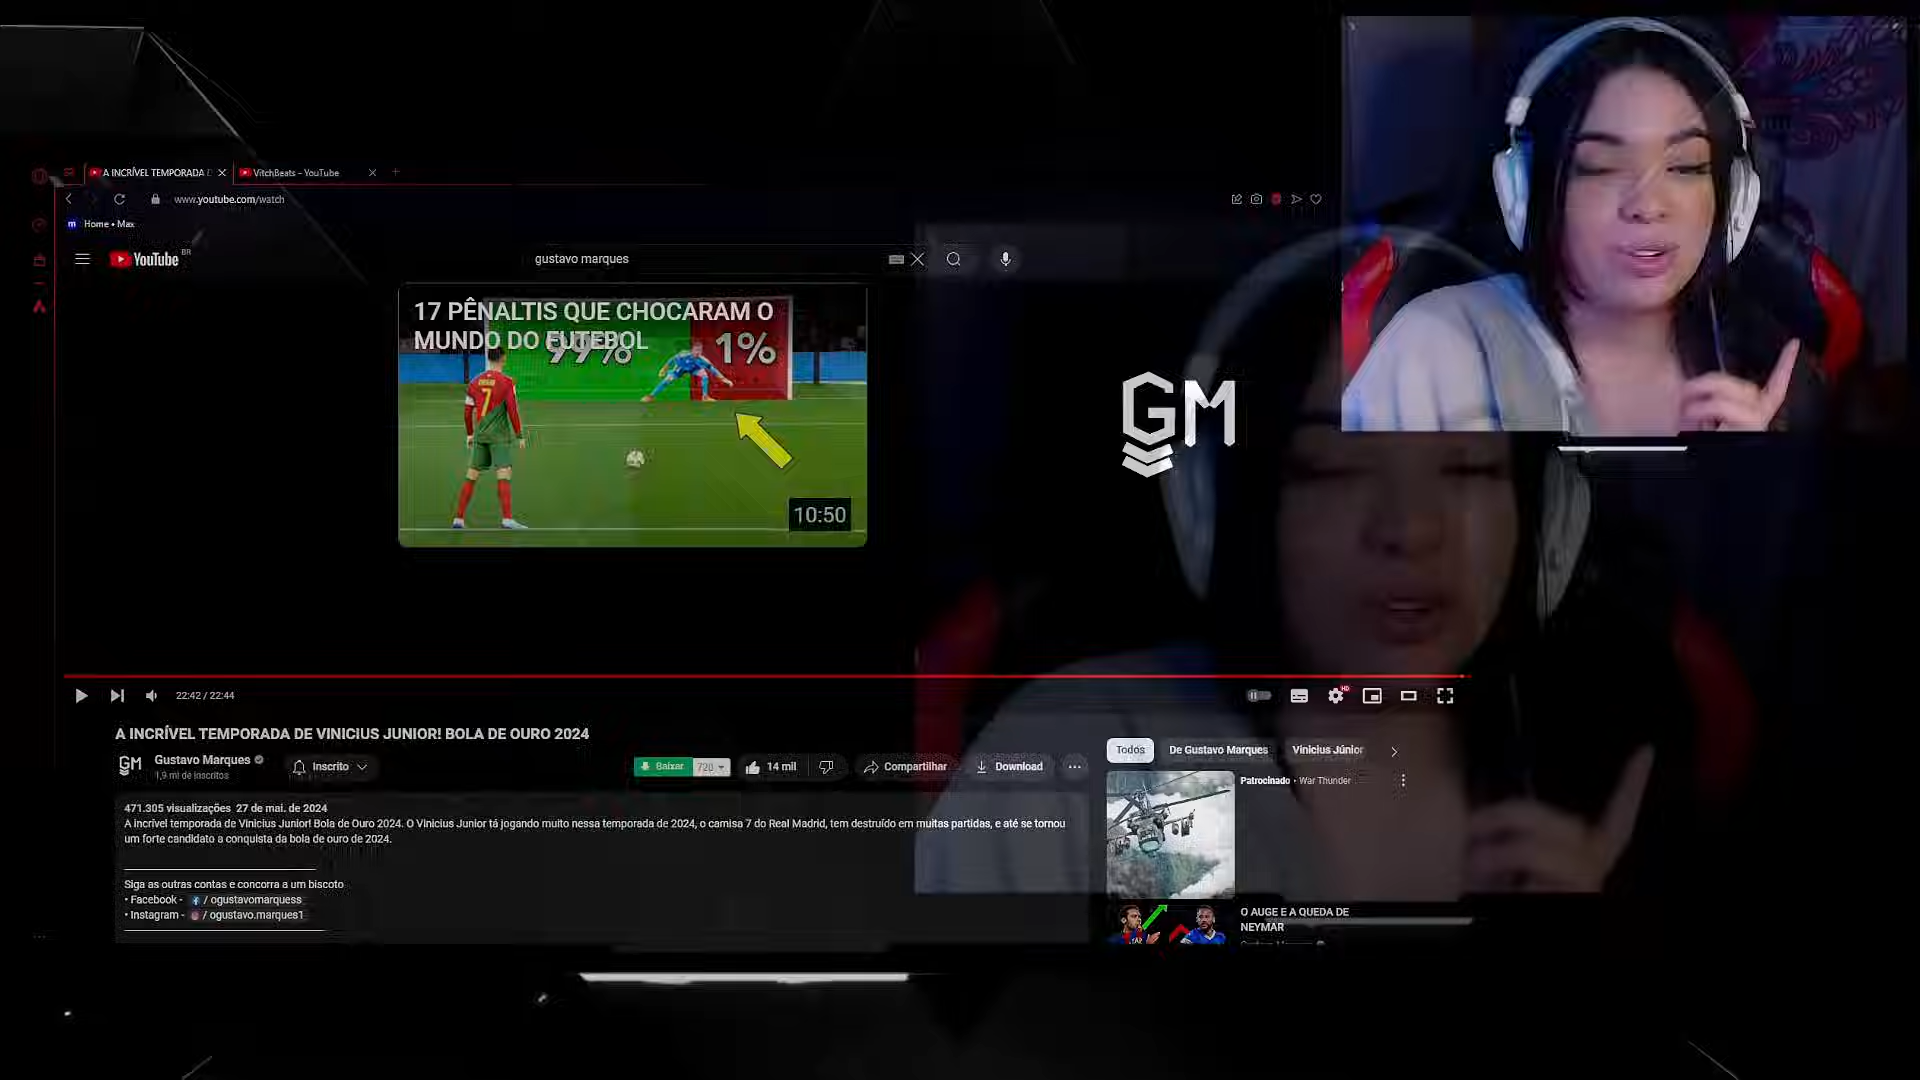 A INCRÍVEL TEMPORADA D
VitchBeats - YouTube
www.youtube.com/watch
m Home • Max
YouTube BR
gustavo marques
17 PÊNALTIS QUE CHOCARAM O
MUNDO DO FUTEBOL
99%
1%
7
10:50
GM
22:42 / 22:44
HD
A INCRÍVEL TEMPORADA DE VINICIUS JUNIOR! BOLA DE OURO 2024
GM
Gustavo Marques
1,9 mi de inscritos
Inscrito
Baixar
720
14 mil
Compartilhar
Download
471.305 visualizações 27 de mai. de 2024
A incrível temporada de Vinicius Junior! Bola de Ouro 2024. O Vinicius Junior tá jogando muito nessa temporada de 2024, o camisa 7 do Real Madrid, tem destruído em muitas partidas, e até se tornou
um forte candidato a conquista da bola de ouro de 2024.
Siga as outras contas e concorra a um biscoto
• Facebook - / ogustavomarquess
• Instagram - / ogustavo.marques1
Todos
De Gustavo Marques
Vinicius Júnior
Patrocinado • War Thunder
O AUGE E A QUEDA DE
NEYMAR